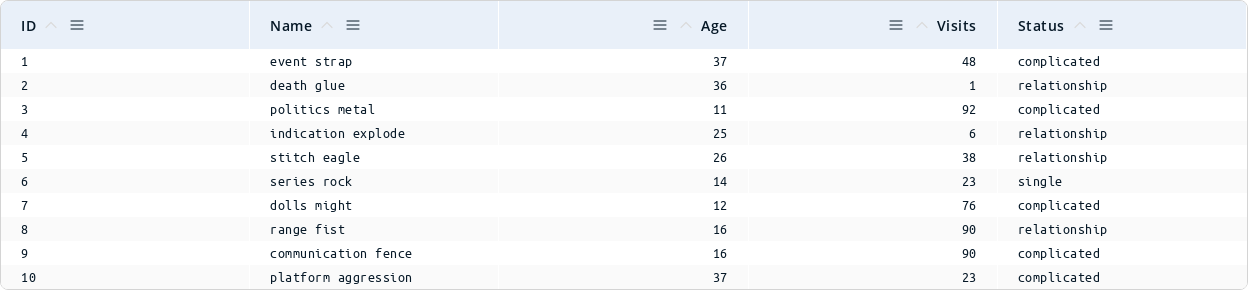 ID Name Age Visits Status
1 event strap 37 48 complicated
2 death glue 36 1 relationship
3 politics metal 11 92 complicated
4 indication explode 25 6 relationship
5 stitch eagle 26 38 relationship
6 series rock 14 23 single
7 dolls might 12 76 complicated
8 range fist 16 90 relationship
9 communication fence 16 90 complicated
10 platform aggression 37 23 complicated